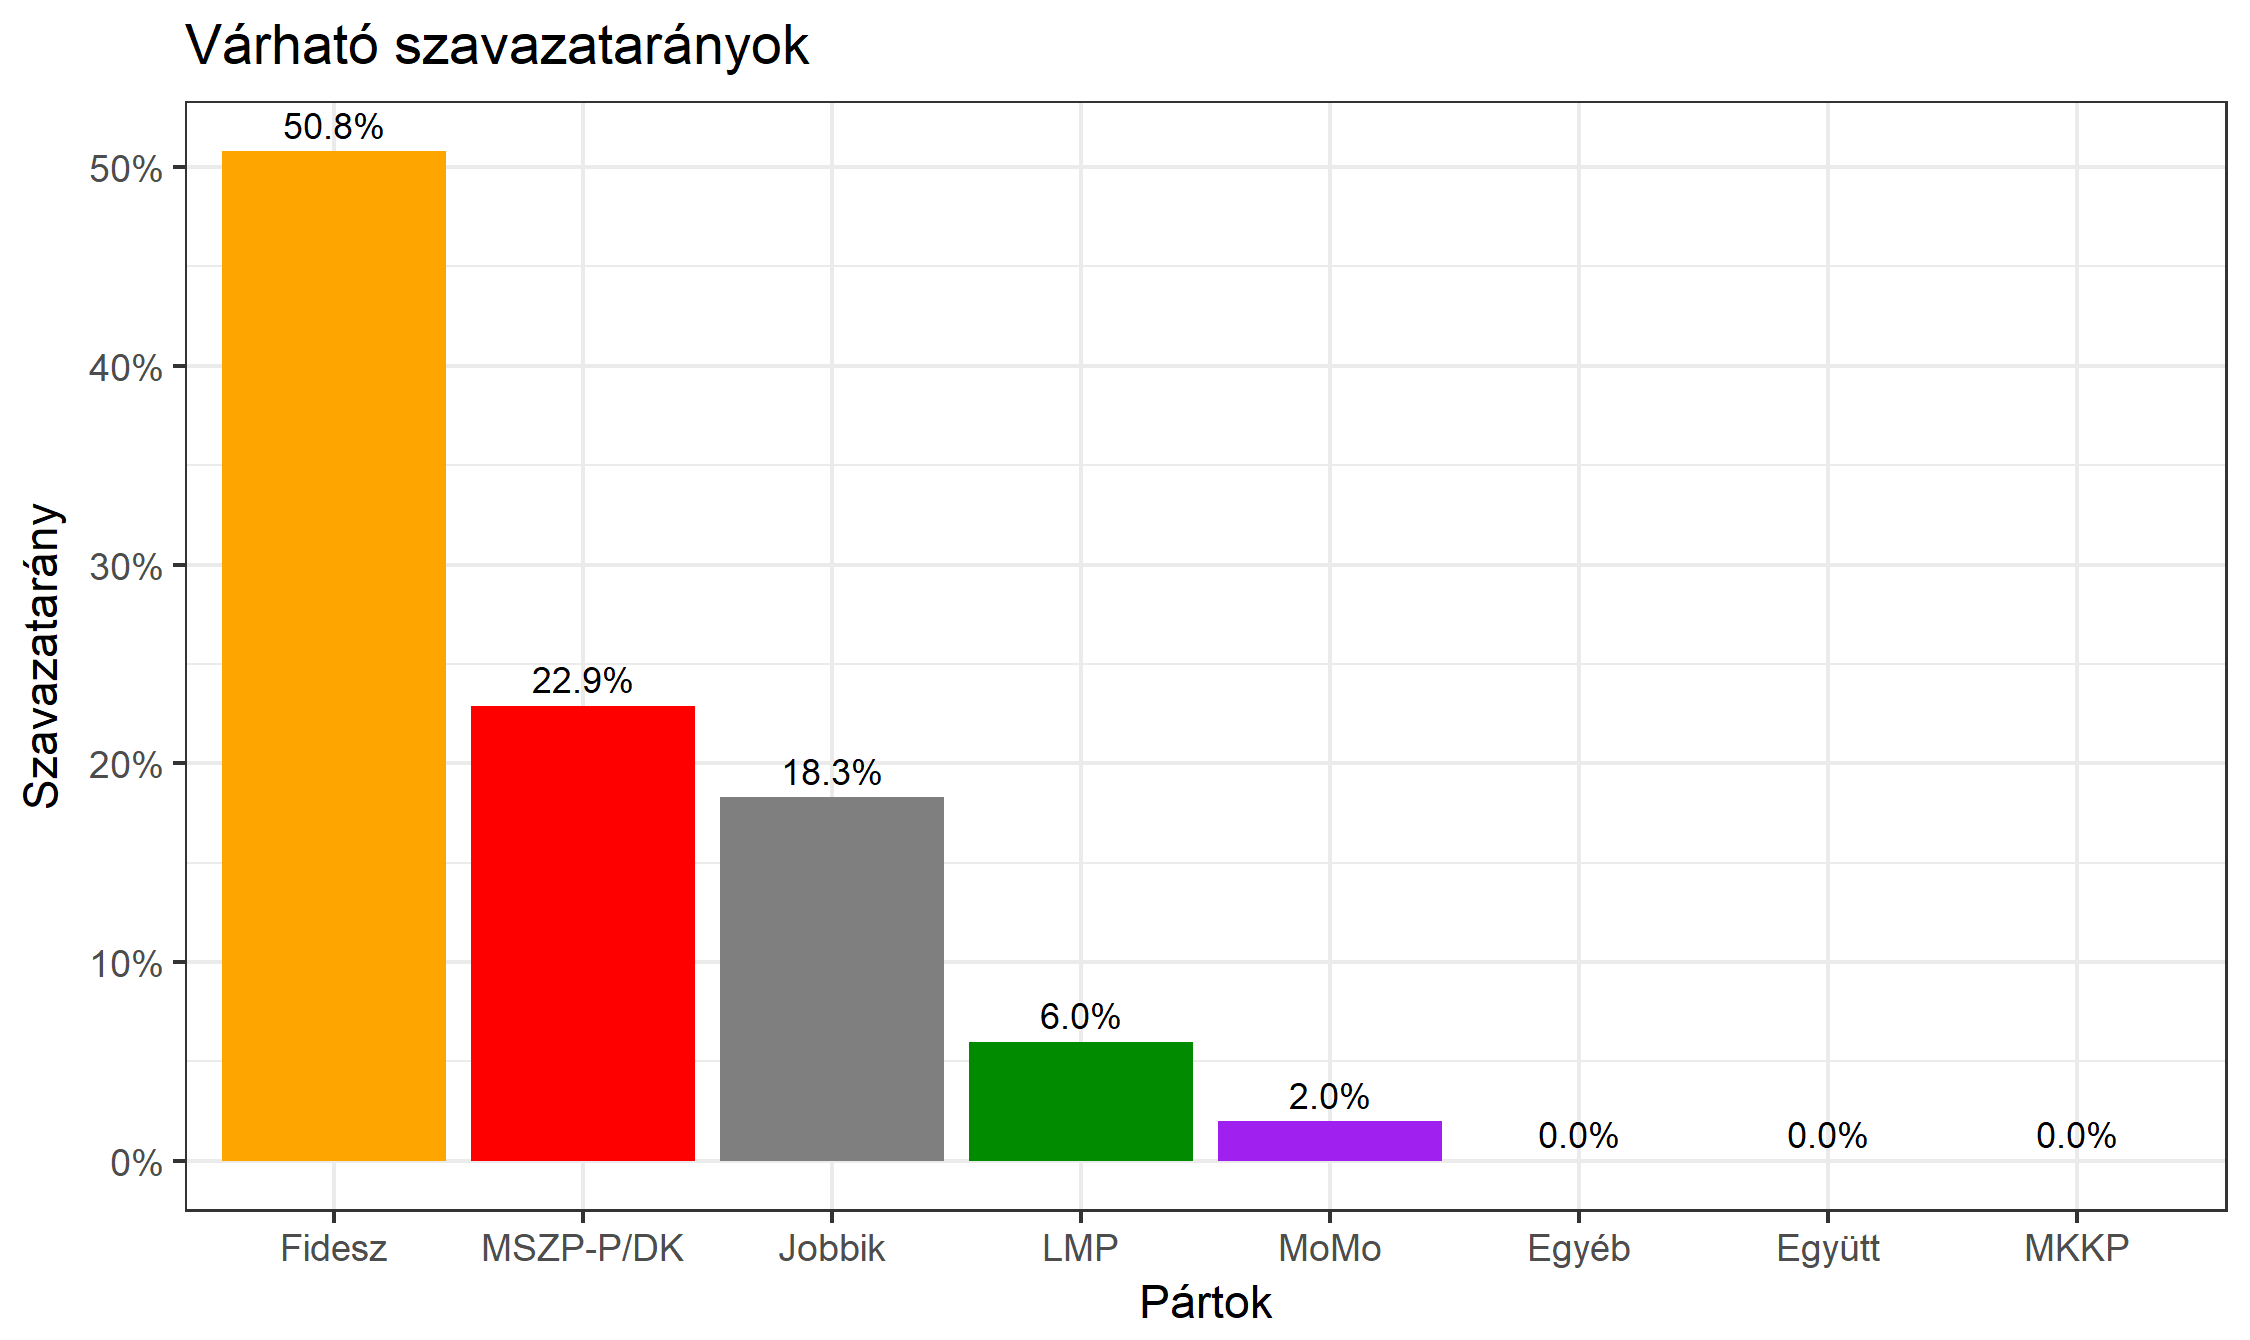 Várható szavazatarányok
50.8%
50%
40%
30%
22.9%
20%
18.3%
10%
6.0%
2.0%
0.0% 0.0% 0.0%
0%
Szavazatarány
Fidesz MSZP-P/DK Jobbik LMP MoMo Egyéb Együtt MKKP
Pártok